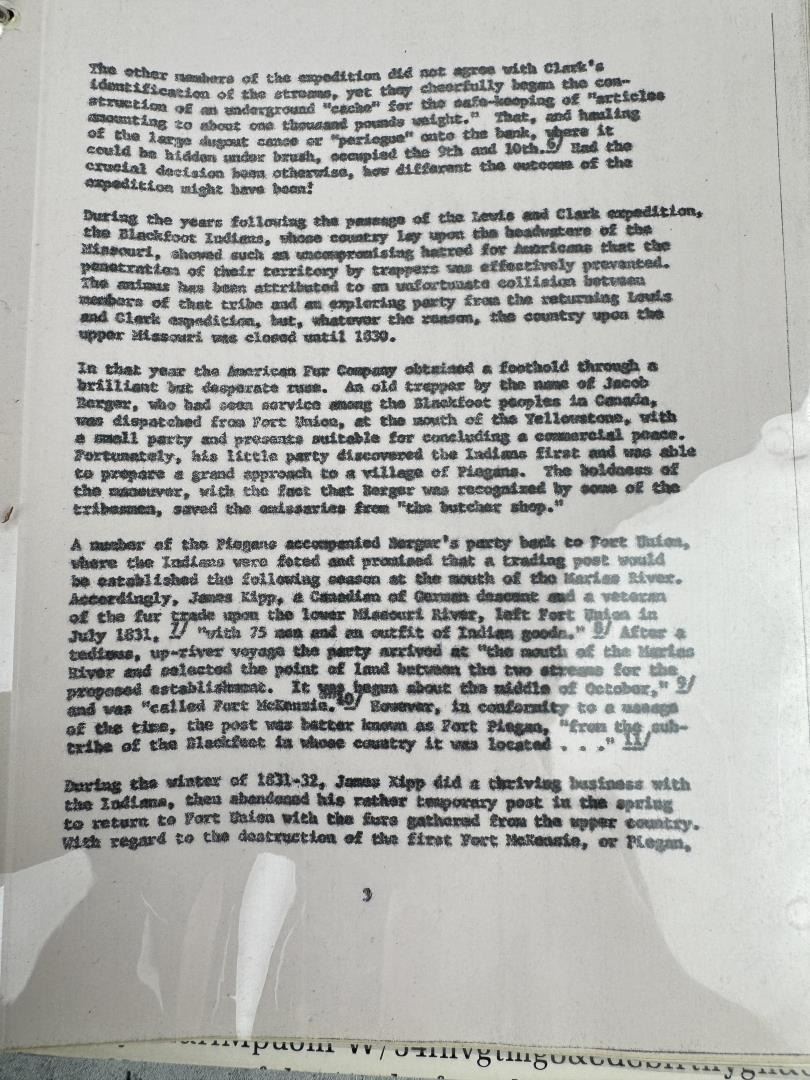 The other members of the expedition did not agree with Clark's
identification of the streams, yet they cheerfully began the con-
struction of an underground "cache" for the safe-keeping of "articles
amounting to about one thousand pounds weight." That, and hauling
of the large dugout canoe or "periogue" onto the bank, where it
could be hidden under brush, occupied the 9th and 10th.6/ Had the
crucial decision been otherwise, how different the outcome of the
expedition might have been!
During the years following the passage of the Lewis and Clark expedition,
the Blackfoot Indians, whose country lay upon the headwaters of the
Missouri, showed such an uncompromising hatred for Americans that the
penetration of their territory by trappers was effectively prevented.
The animus has been attributed to an unfortunate collision between
members of that tribe and an exploring party from the returning Lewis
and Clark expedition, but, whatever the reason, the country upon the
upper Missouri was closed until 1830.
In that year the American Fur Company obtained a foothold through a
brilliant but desperate ruse. An old trapper by the name of Jacob
Berger, who had seen service among the Blackfoot peoples in Canada,
was dispatched from Fort Union, at the mouth of the Yellowstone, with
a small party and presents suitable for concluding a commercial peace.
Fortunately, his little party discovered the Indians first and was able
to prepare a grand approach to a village of Piegans. The boldness of
the maneuver, with the fact that Berger was recognized by some of the
tribesmen, saved the emissaries from "the butcher shop."
A number of the Piegans accompanied Berger's party back to Fort Union,
where the Indians were feted and promised that a trading post would
be established the following season at the mouth of the Marias River.
Accordingly, James Kipp, a Canadian of German descent and a veteran
of the fur trade upon the lower Missouri River, left Fort Union in
July 1831, 7/ "with 75 men and an outfit of Indian goods." 8/ After a
tedious, up-river voyage the party arrived at "the mouth of the Marias
River and selected the point of land between the two streams for the
proposed establishment. It was begun about the middle of October," 9/
and was "called Fort McKenzie."10/ However, in conformity to a useage
of the time, the post was better known as Fort Piegan, "from the sub-
tribe of the Blackfeet in whose country it was located . . ." 11/
During the winter of 1831-32, James Kipp did a thriving business with
the Indians, then abandoned his rather temporary post in the spring
to return to Fort Union with the furs gathered from the upper country.
With regard to the destruction of the first Fort McKenzie, or Piegan,
3